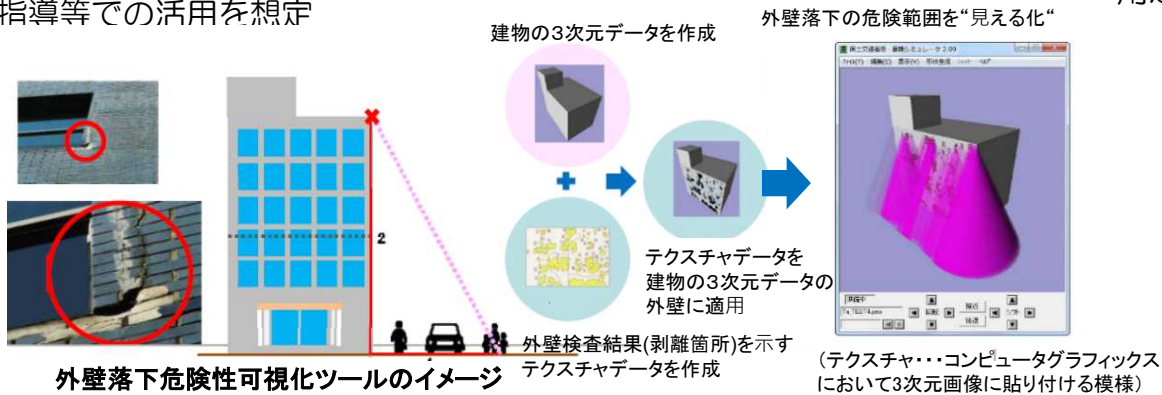 指導等での活用を想定
建物の3次元データを作成
外壁落下の危険範囲を“見える化“
2
テクスチャデータを
建物の3次元データの
外壁に適用
外壁検査結果(剥離箇所)を示す
テクスチャデータを作成
外壁落下危険性可視化ツールのイメージ
(テクスチャ・・・コンピュータグラフィックス
において3次元画像に貼り付ける模様)